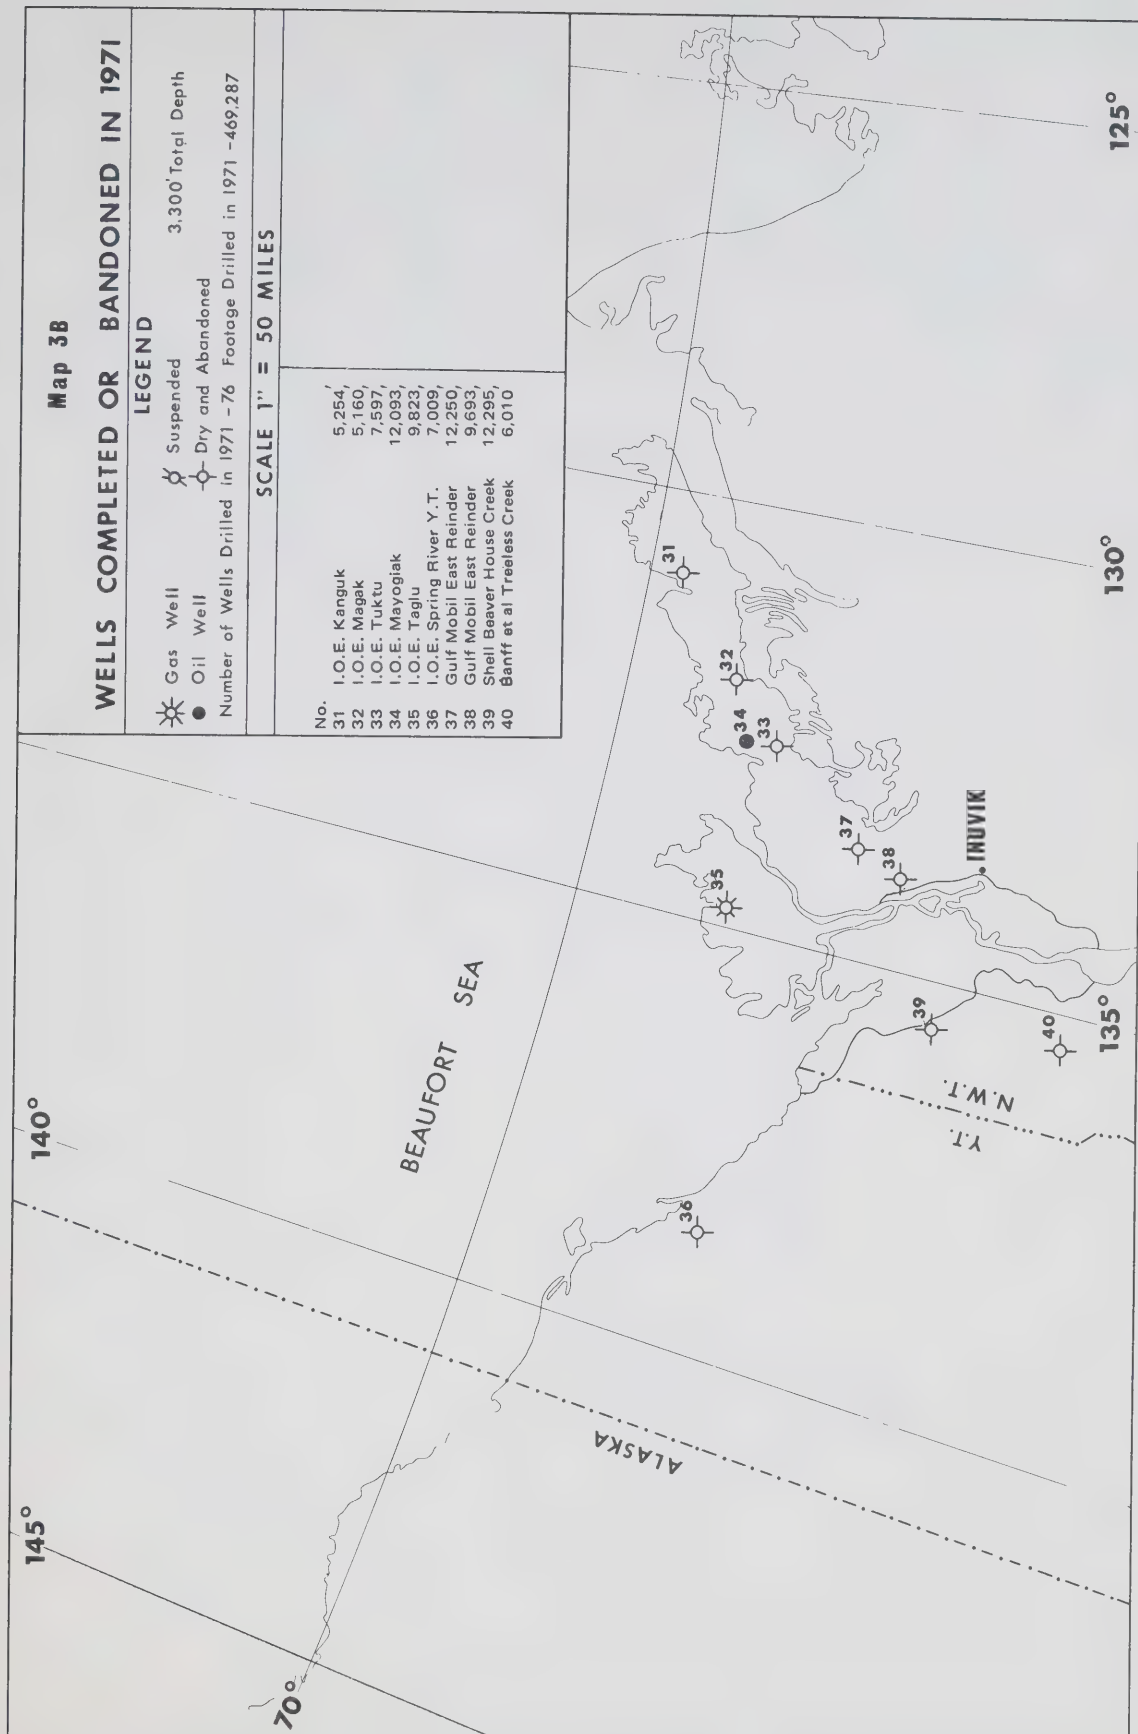 Map 3B
WELLS COMPLETED OR BANDONED IN 1971
LEGEND
Gas Well Suspended 3,300' Total Depth
Oil Well Dry and Abandoned
Number of Wells Drilled in 1971 - 76 Footage Drilled in 1971 - 469,287
SCALE 1" = 50 MILES
No.
31 I.O.E. Kanguk 5,254'
32 I.O.E. Magak 5,160'
33 I.O.E. Tuktu 7,597'
34 I.O.E. Mayogiak 12,093'
35 I.O.E. Taglu 9,823'
36 I.O.E. Spring River Y.T. 7,009'
37 Gulf Mobil East Reinder 12,250'
38 Gulf Mobil East Reinder 9,693'
39 Shell Beaver House Creek 12,295'
40 Banff et al Treeless Creek 6,010'
145°
140°
70°
BEAUFORT SEA
ALASKA
Y.T.
N.W.T.
31
32
34
33
35
37
38
INUVIK
36
39
40
135°
130°
125°